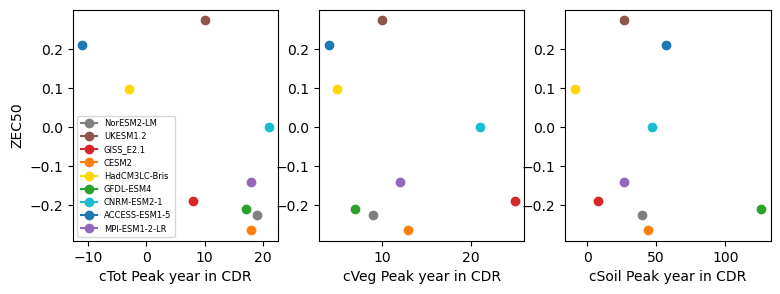 ZEC50
0.2
0.1
0.0
−0.1
−0.2
NorESM2-LM
UKESM1.2
GISS_E2.1
CESM2
HadCM3LC-Bris
GFDL-ESM4
CNRM-ESM2-1
ACCESS-ESM1-5
MPI-ESM1-2-LR
−10 0 10 20
cTot Peak year in CDR
0.2
0.1
0.0
−0.1
−0.2
10 20
cVeg Peak year in CDR
0.2
0.1
0.0
−0.1
−0.2
0 50 100
cSoil Peak year in CDR